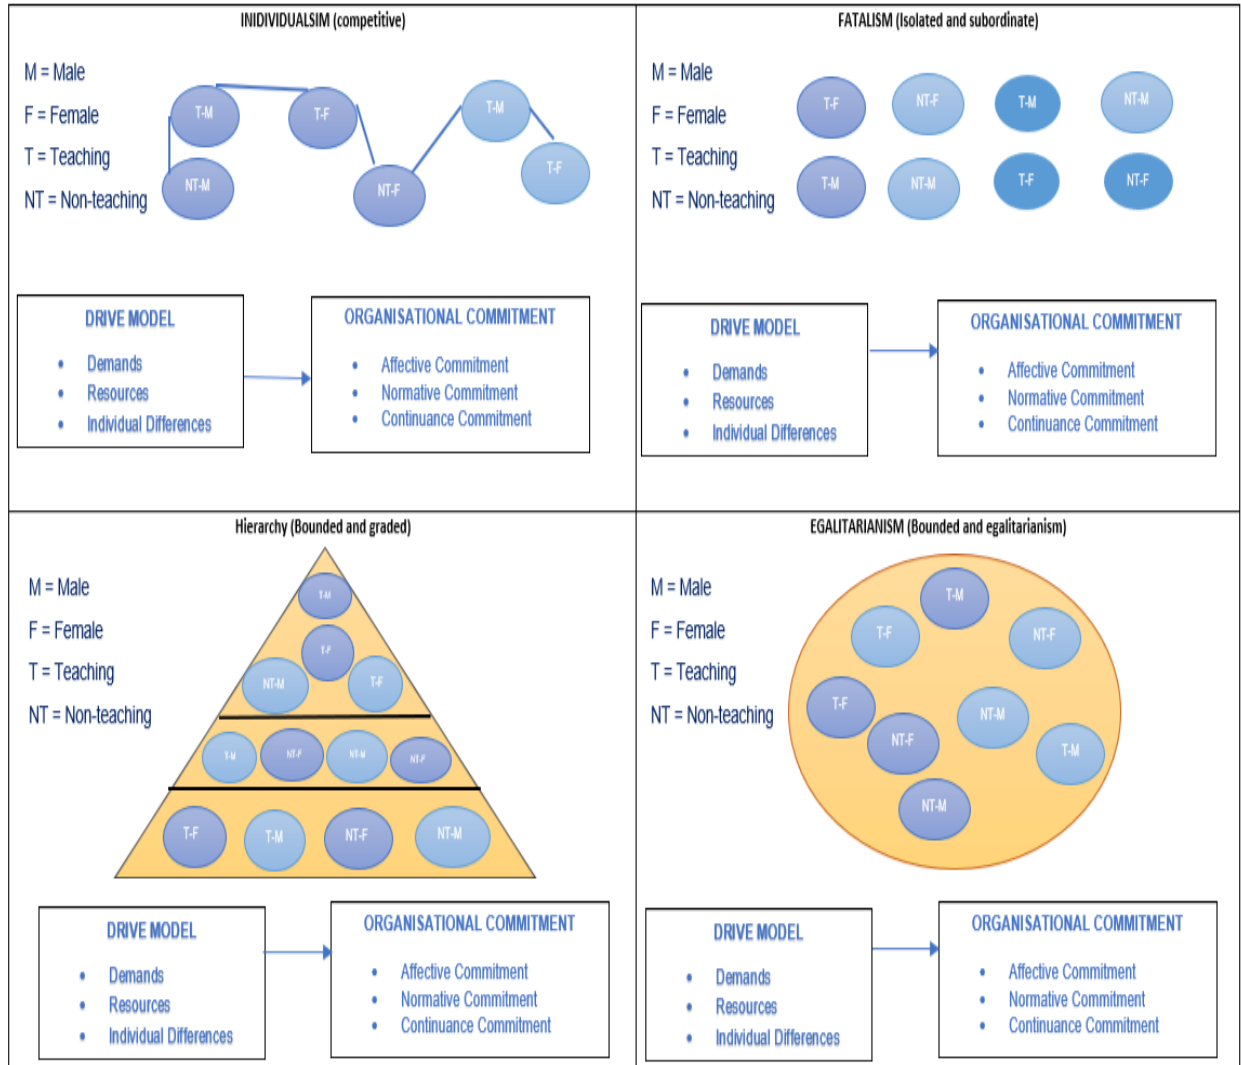 INIDIVIDUALSIM (competitive)
M = Male
F = Female
T = Teaching
NT = Non-teaching
T-M
T-F
T-M
T-F
NT-M
NT-F
DRIVE MODEL
• Demands
• Resources
• Individual Differences
ORGANISATIONAL COMMITMENT
• Affective Commitment
• Normative Commitment
• Continuance Commitment
FATALISM (Isolated and subordinate)
M = Male
F = Female
T = Teaching
NT = Non-teaching
T-F
NT-F
T-M
NT-M
T-M
NT-M
T-F
NT-F
DRIVE MODEL
• Demands
• Resources
• Individual Differences
ORGANISATIONAL COMMITMENT
• Affective Commitment
• Normative Commitment
• Continuance Commitment
Hierarchy (Bounded and graded)
M = Male
F = Female
T = Teaching
NT = Non-teaching
T-M
T-F
NT-M
T-F
T-M
NT-F
NT-M
NT-F
T-F
T-M
NT-F
NT-M
DRIVE MODEL
• Demands
• Resources
• Individual Differences
ORGANISATIONAL COMMITMENT
• Affective Commitment
• Normative Commitment
• Continuance Commitment
EGALITARIANISM (Bounded and egalitarianism)
M = Male
F = Female
T = Teaching
NT = Non-teaching
T-M
T-F
NT-F
T-F
NT-M
NT-F
T-M
NT-M
DRIVE MODEL
• Demands
• Resources
• Individual Differences
ORGANISATIONAL COMMITMENT
• Affective Commitment
• Normative Commitment
• Continuance Commitment